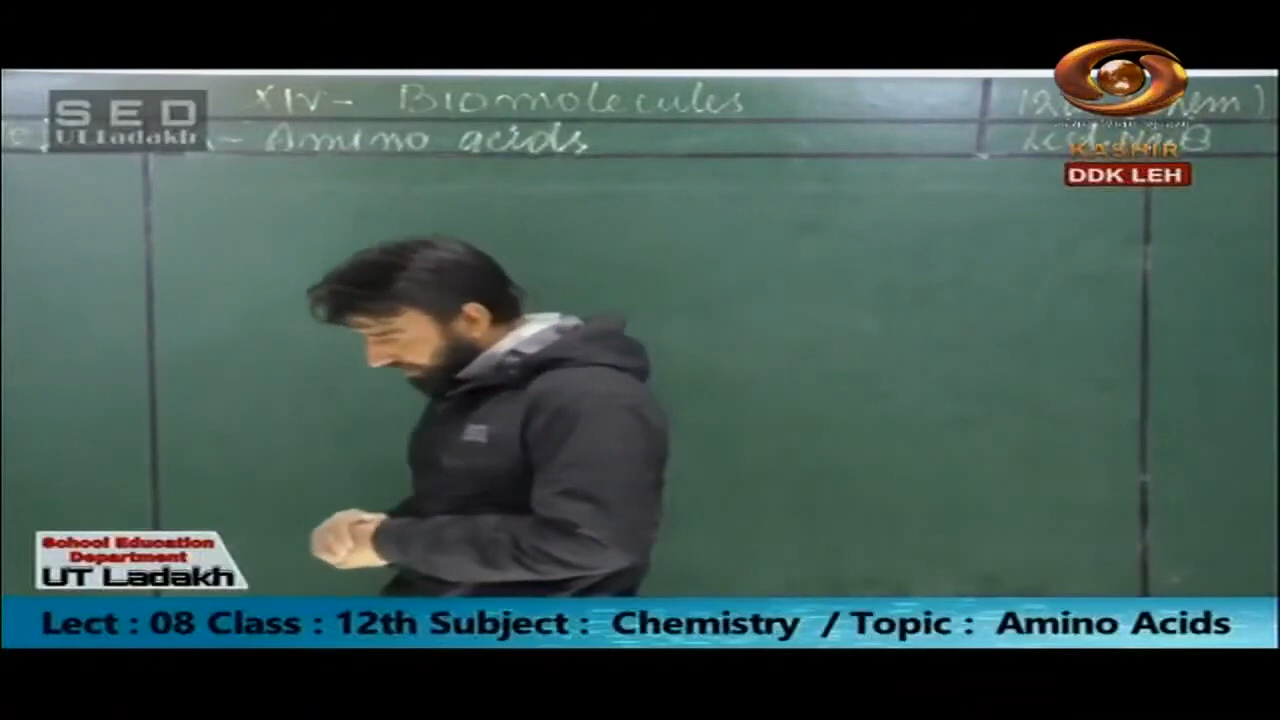 SED
UT Ladakh
XIV - Biomolecules
- Amino acids
KASHIR
DDK LEH
School Education
Department
UT Ladakh
Lect : 08 Class : 12th Subject : Chemistry / Topic : Amino Acids